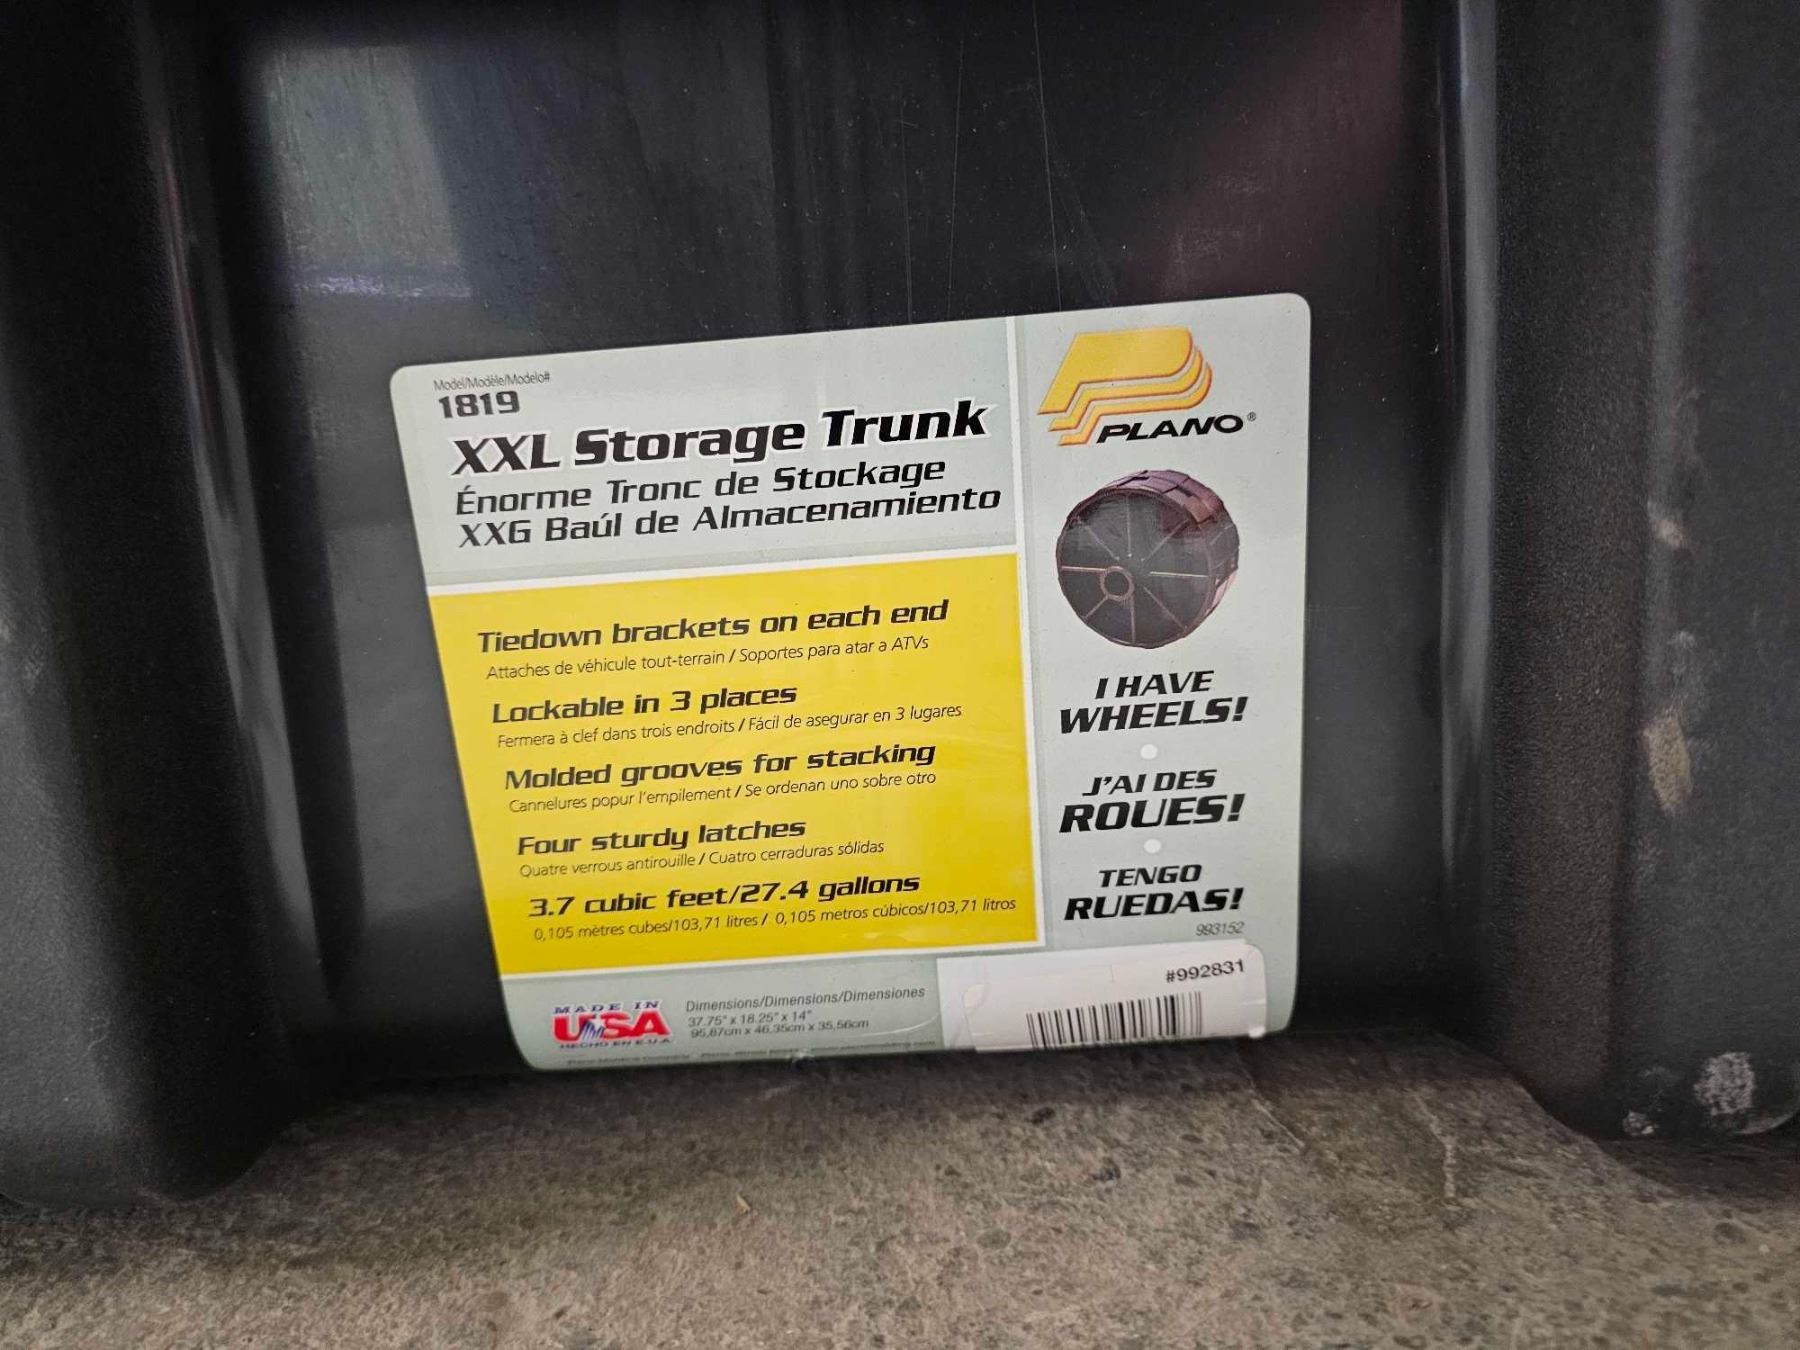 Model/Modèle/Modelo#
1819
XXL Storage Trunk
Énorme Tronc de Stockage
XXG Baúl de Almacenamiento
Tiedown brackets on each end
Attaches de véhicule tout-terrain / Soportes para atar a ATVs
Lockable in 3 places
Fermera à clef dans trois endroits / Fácil de asegurar en 3 lugares
Molded grooves for stacking
Cannelures popur l'empilement / Se ordenan uno sobre otro
Four sturdy latches
Quatre verrous antirouille / Cuatro cerraduras sólidas
3.7 cubic feet/27.4 gallons
0,105 mètres cubes/103,71 litres / 0,105 metros cúbicos/103,71 litros
MADE IN
USA
HECHO EN E.U.A.
Dimensions/Dimensions/Dimensiones
37.75" x 18.25" x 14"
95,87cm x 46,35cm x 35,56cm
PLANO®
I HAVE
WHEELS!
J'AI DES
ROUES!
TENGO
RUEDAS!
993152
#992831